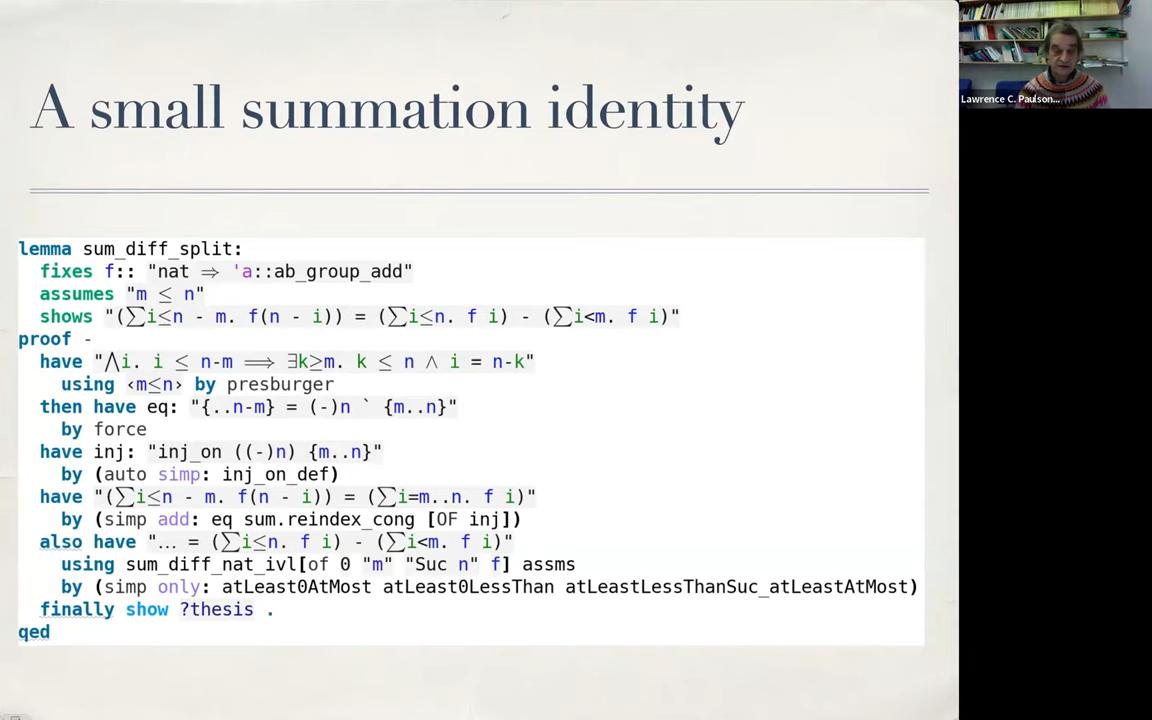 A small summation identity
Lawrence C. Paulson...
lemma sum_diff_split:
fixes f:: "nat ⇒ 'a::ab_group_add"
assumes "m ≤ n"
shows "(∑i≤n - m. f(n - i)) = (∑i≤n. f i) - (∑i<m. f i)"
proof -
have "⋀i. i ≤ n-m ⟹ ∃k≥m. k ≤ n ∧ i = n-k"
using ‹m≤n› by presburger
then have eq: "{..n-m} = (-)n ` {m..n}"
by force
have inj: "inj_on ((-)n) {m..n}"
by (auto simp: inj_on_def)
have "(∑i≤n - m. f(n - i)) = (∑i=m..n. f i)"
by (simp add: eq sum.reindex_cong [OF inj])
also have "... = (∑i≤n. f i) - (∑i<m. f i)"
using sum_diff_nat_ivl[of 0 "m" "Suc n" f] assms
by (simp only: atLeast0AtMost atLeast0LessThan atLeastLessThanSuc_atLeastAtMost)
finally show ?thesis .
qed